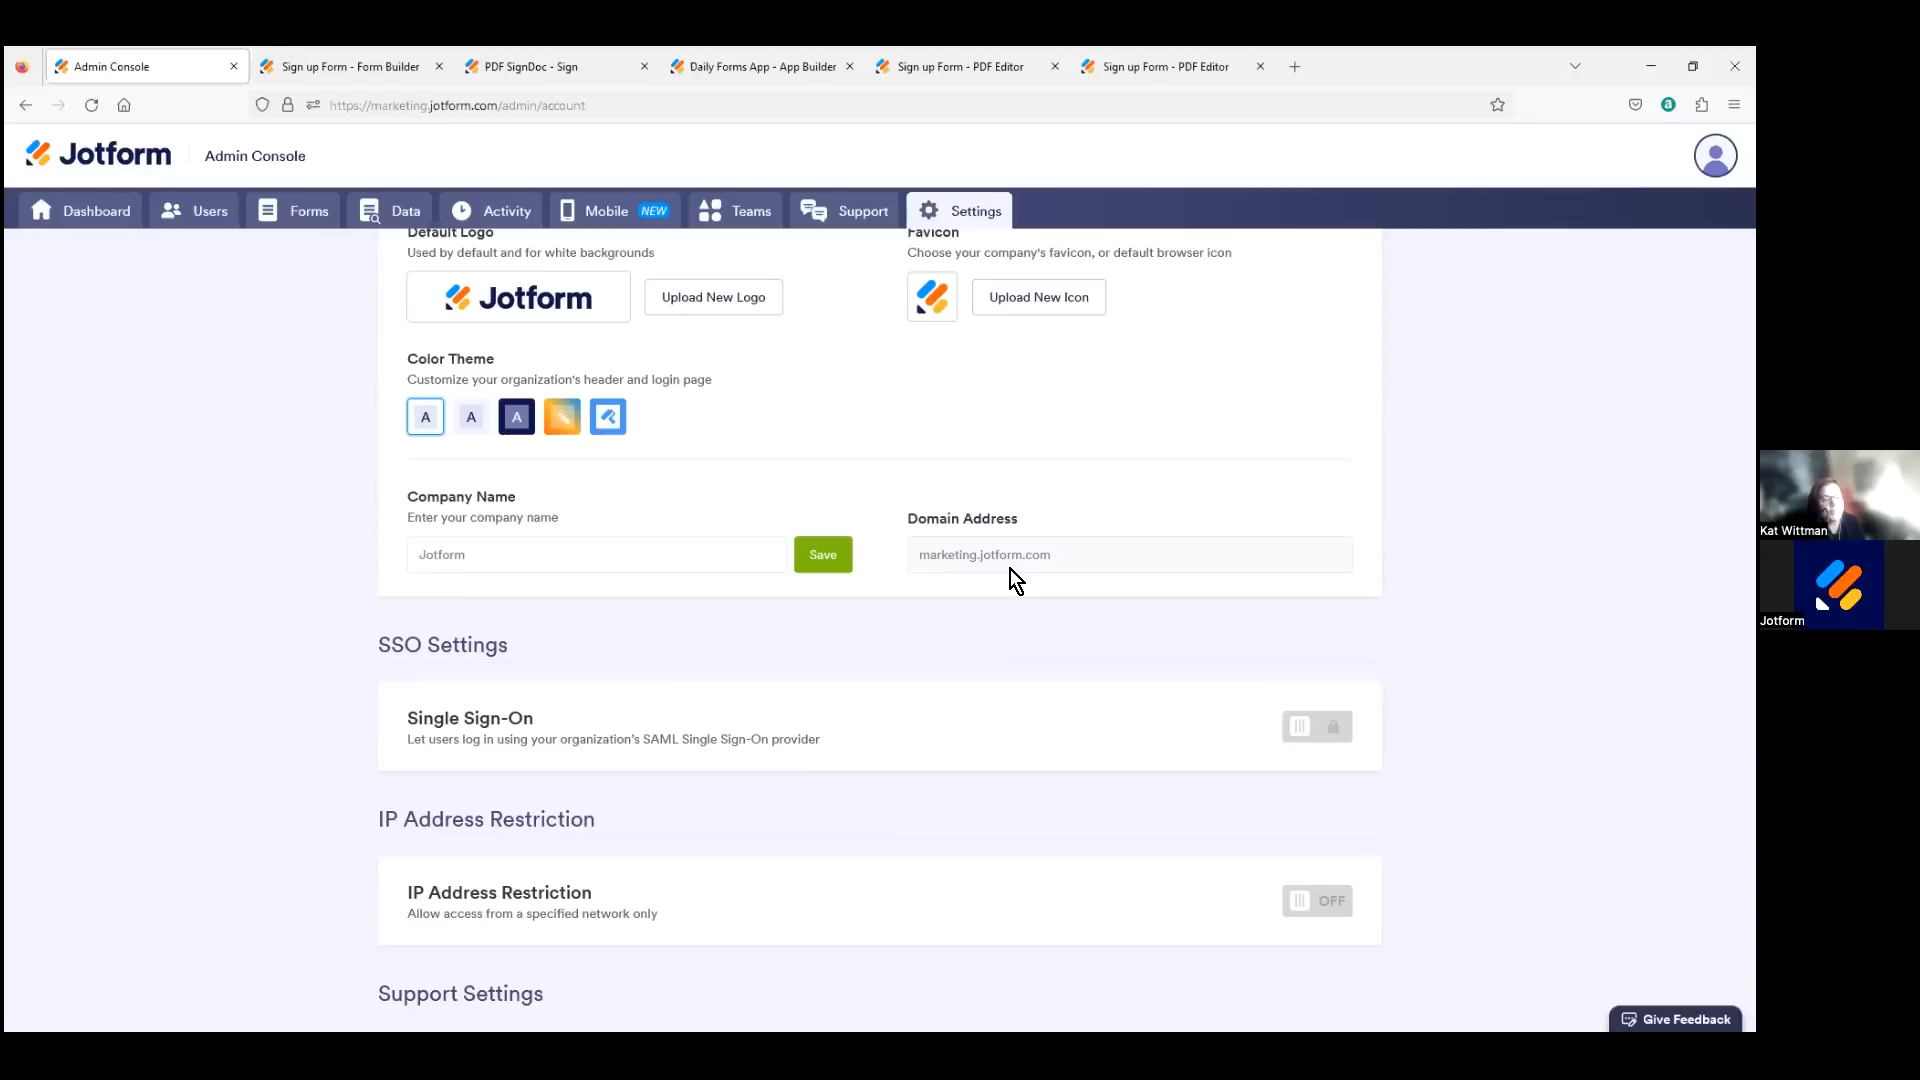 Admin Console
Sign up Form - Form Builder
PDF SignDoc - Sign
Daily Forms App - App Builder
Sign up Form - PDF Editor
Sign up Form - PDF Editor
https://marketing.jotform.com/admin/account
Jotform
Admin Console
Dashboard
Users
Forms
Data
Activity
Mobile NEW
Teams
Support
Settings
Default Logo
Used by default and for white backgrounds
Jotform
Upload New Logo
Favicon
Choose your company's favicon, or default browser icon
Upload New Icon
Color Theme
Customize your organization's header and login page
A
A
A
Company Name
Enter your company name
Jotform
Save
Domain Address
marketing.jotform.com
SSO Settings
Single Sign-On
Let users log in using your organization's SAML Single Sign-On provider
IP Address Restriction
IP Address Restriction
Allow access from a specified network only
OFF
Support Settings
Give Feedback
Kat Wittman
Jotform